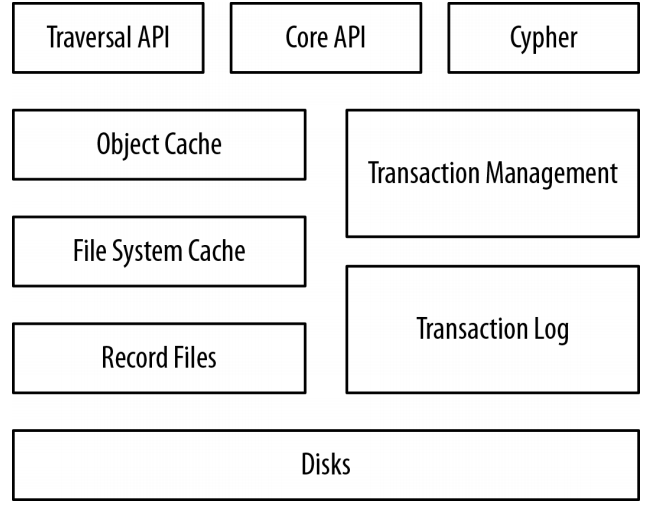 Traversal API
Core API
Cypher
Object Cache
Transaction Management
File System Cache
Transaction Log
Record Files
Disks